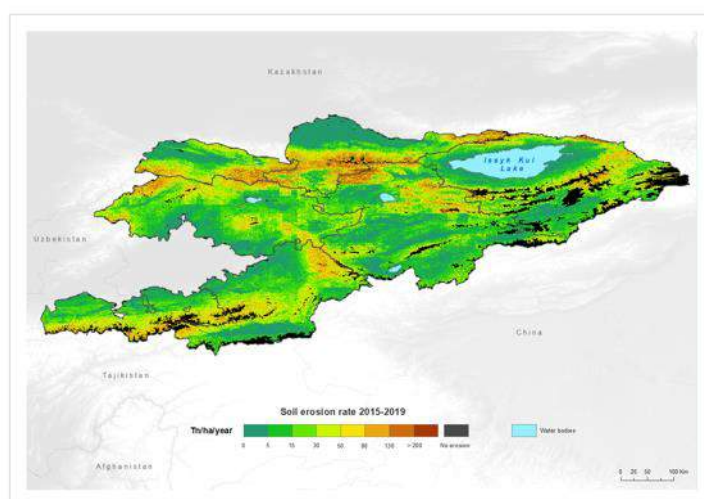 Kazakhstan
Issyk Kul
Lake
Uzbekistan
China
Tajikistan
Soil erosion rate 2015-2019
Th/ha/year
0 5 15 30 50 80 130 > 200 No erosion
Water bodies
Afghanistan
0 25 50 100 Km